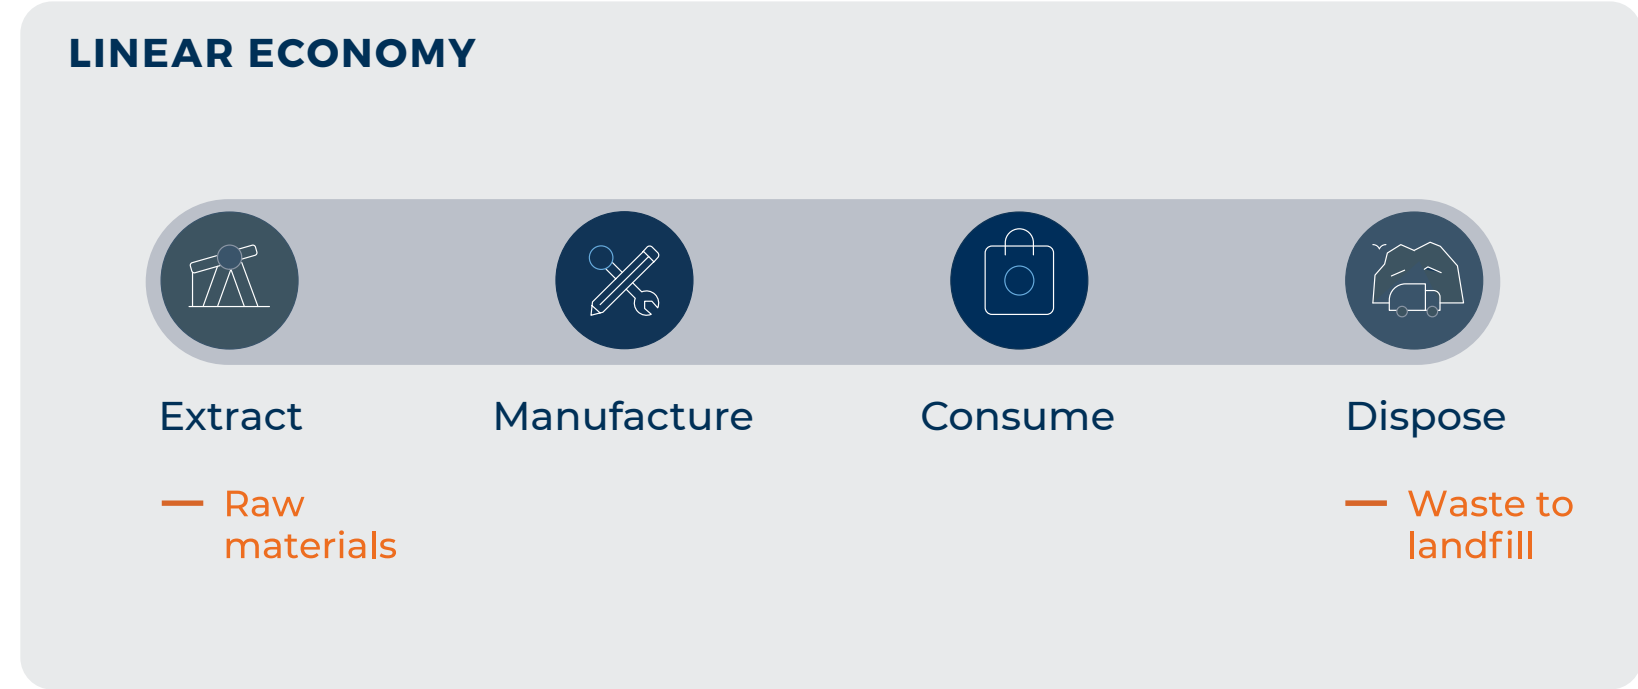 LINEAR ECONOMY
Extract
Manufacture
Consume
Dispose
— Raw
materials
— Waste to
landfill